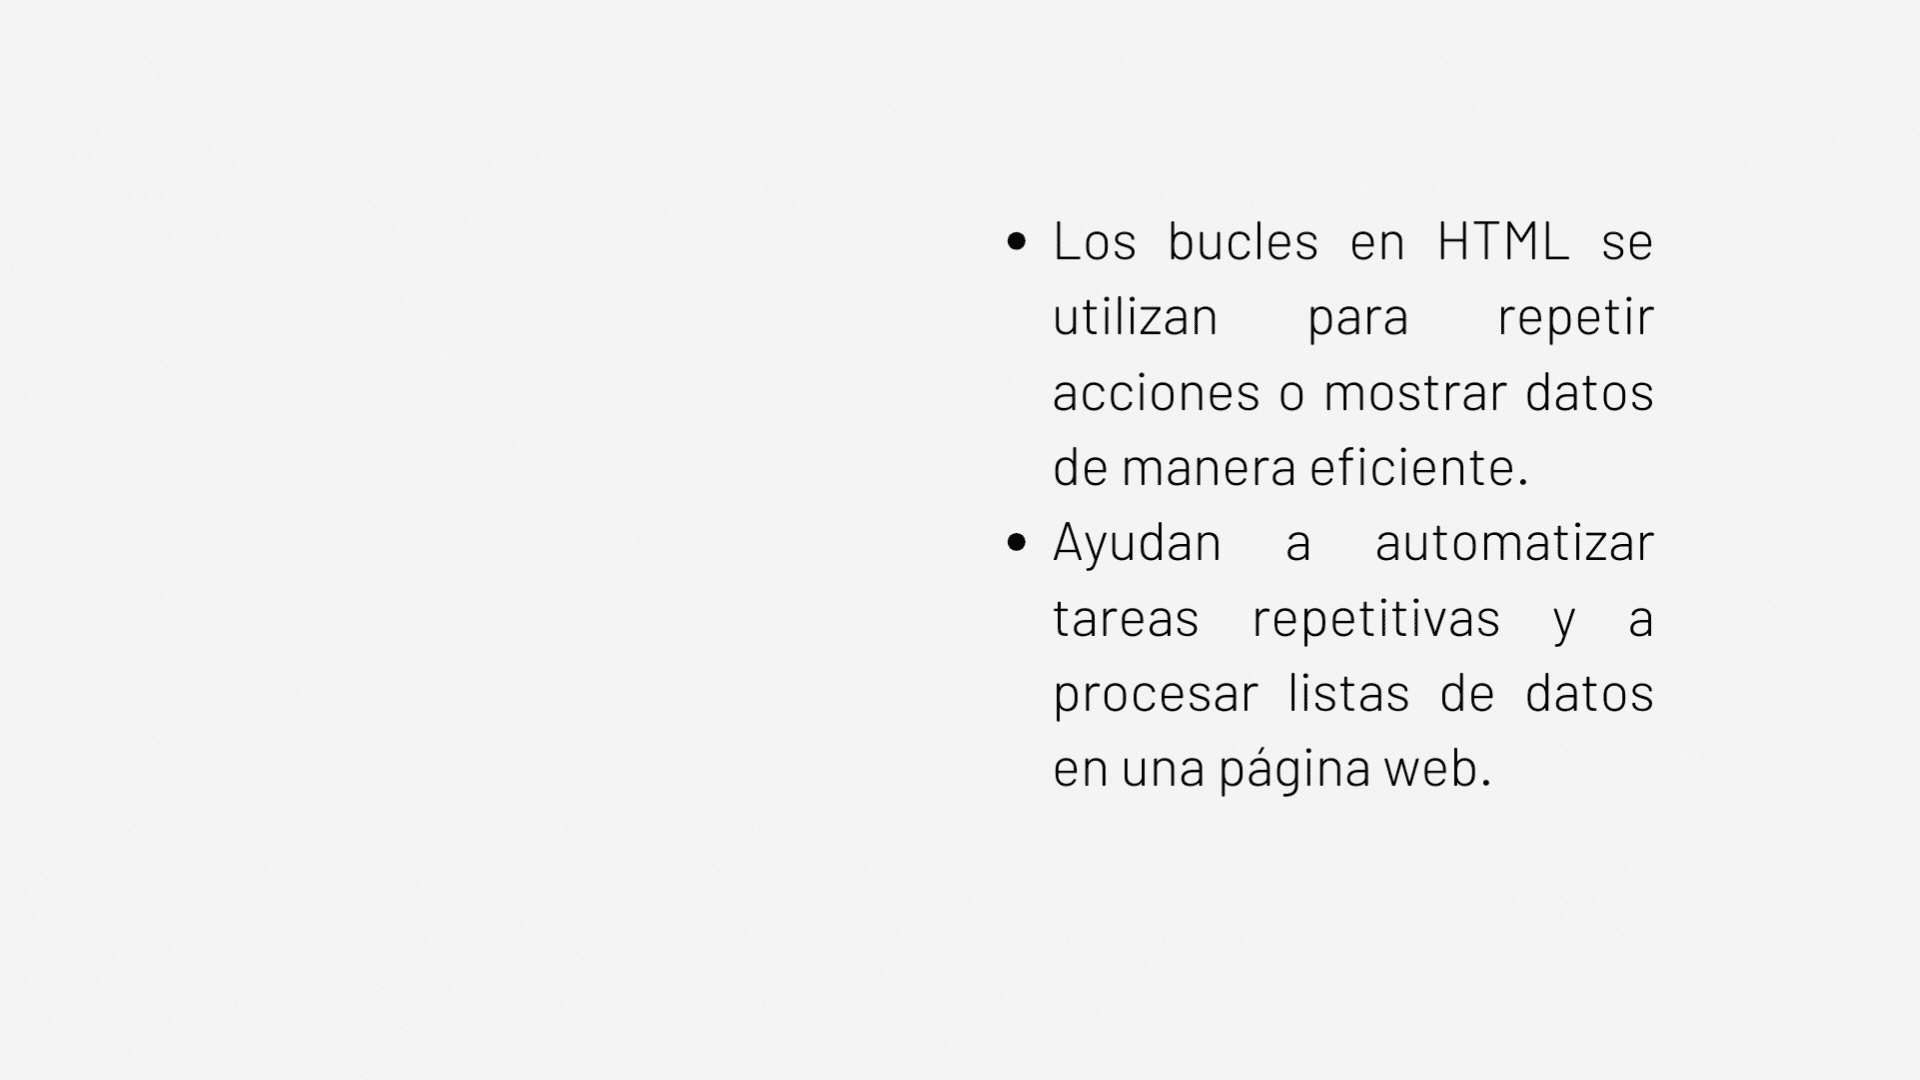 • Los bucles en HTML se
utilizan para repetir
acciones o mostrar datos
de manera eficiente.
• Ayudan a automatizar
tareas repetitivas y a
procesar listas de datos
en una página web.